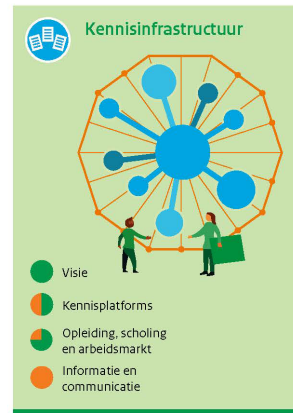 Kennisinfrastructuur
Visie
Kennisplatforms
Opleiding, scholing
en arbeidsmarkt
Informatie en
communicatie